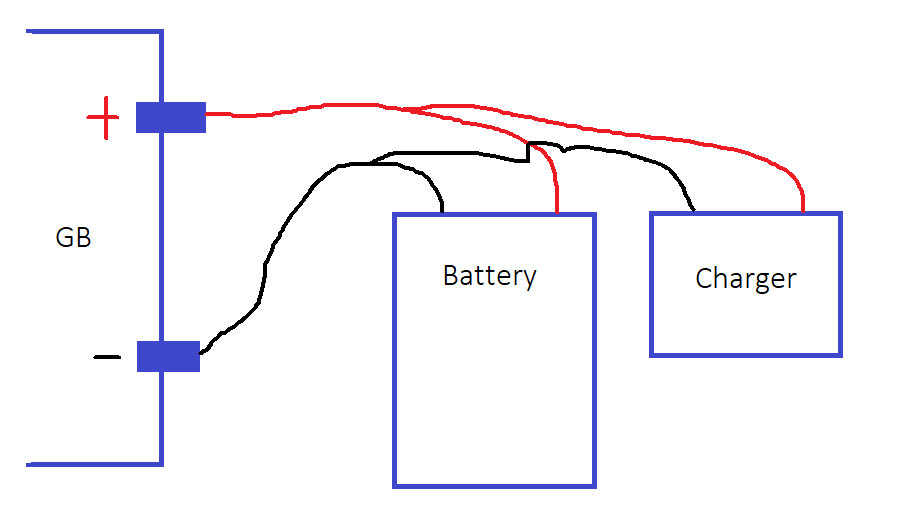 +
GB
Battery
Charger
–